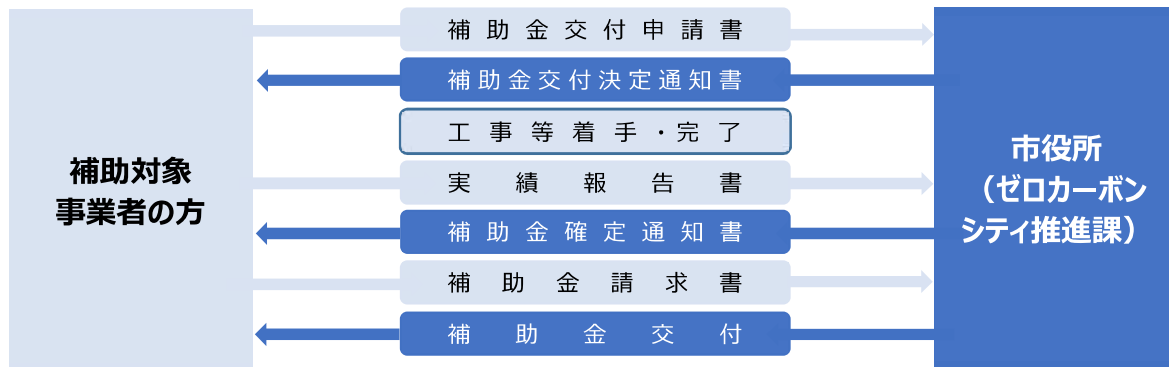 補助対象
事業者の方
補助金交付申請書
補助金交付決定通知書
工事等着手・完了
実績報告書
補助金確定通知書
補助金請求書
補助金交付
市役所
（ゼロカーボン
シティ推進課）